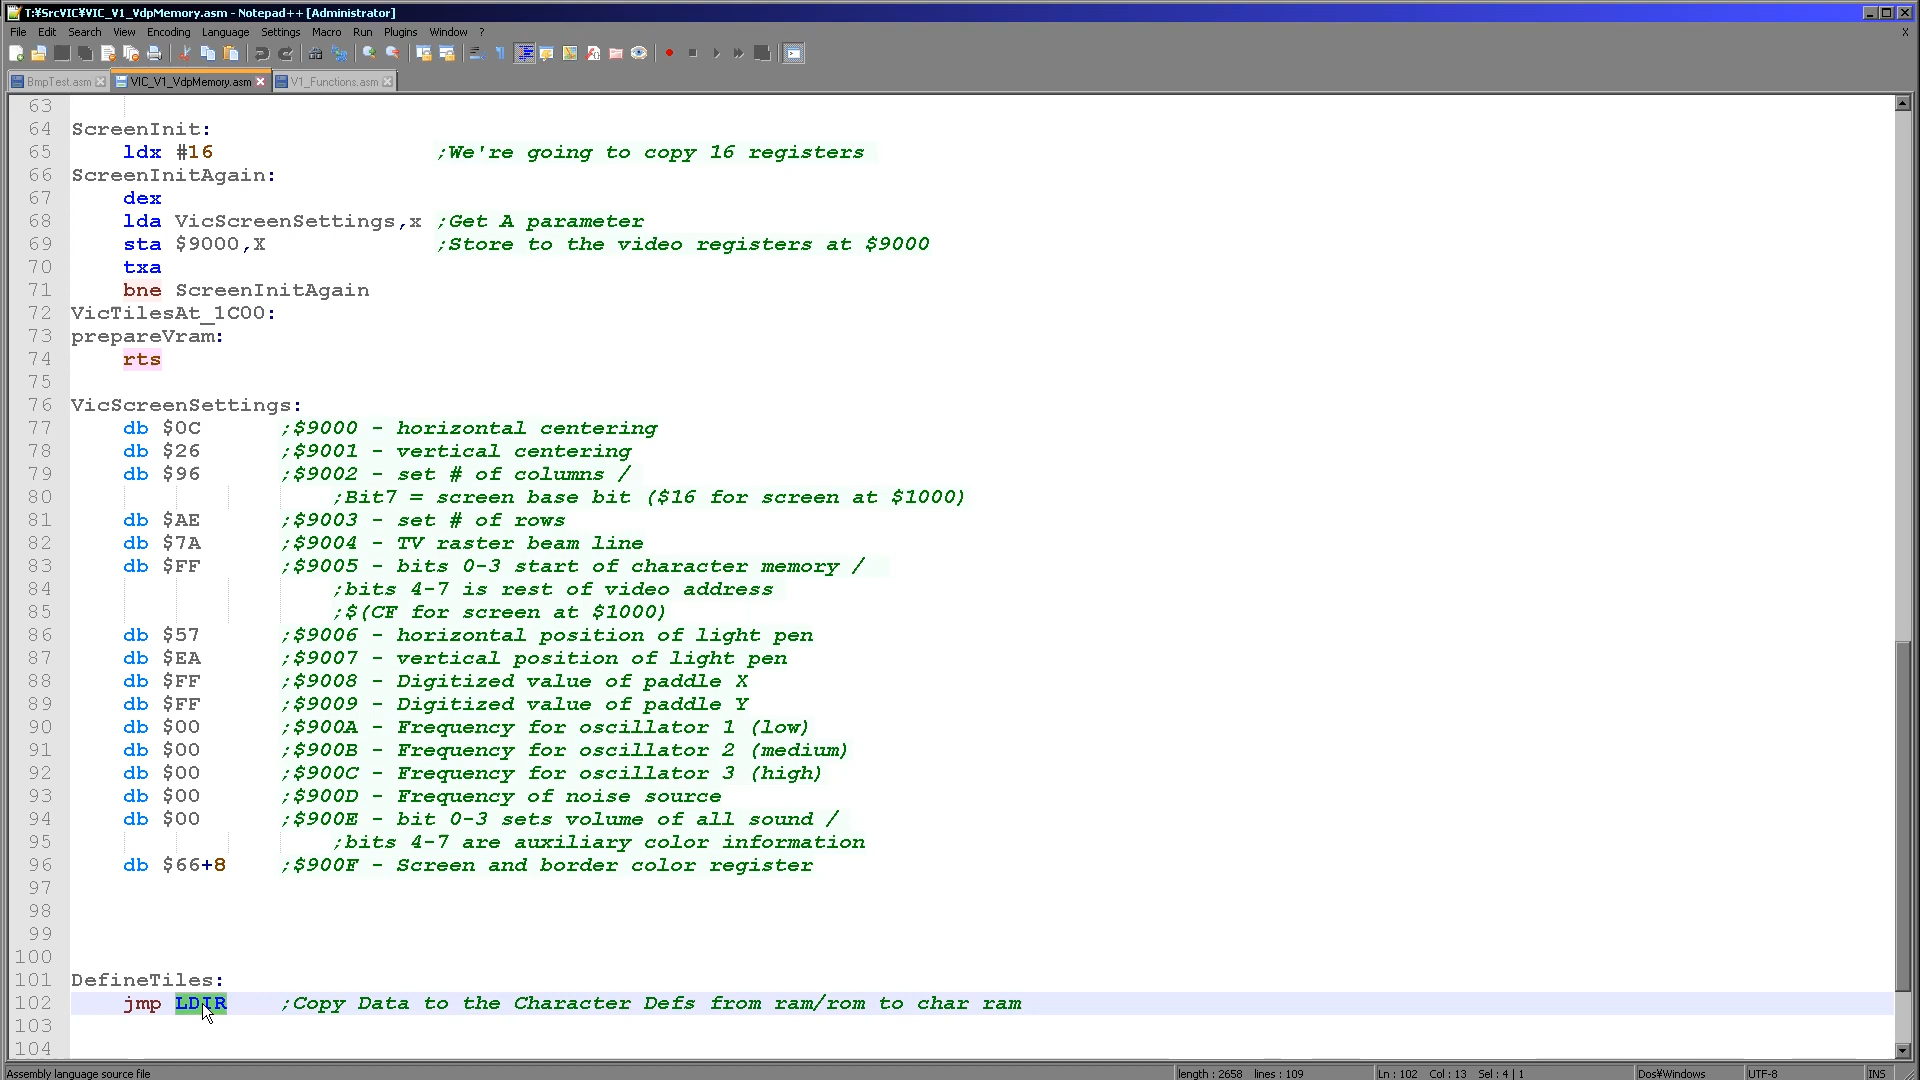 T:¥SrcVIC¥VIC_V1_VdpMemory.asm - Notepad++ [Administrator]
File Edit Search View Encoding Language Settings Macro Run Plugins Window ? X
BmpTest.asm VIC_V1_VdpMemory.asm V1_Functions.asm
63
64 ScreenInit:
65 ldx #16 ;We're going to copy 16 registers
66 ScreenInitAgain:
67 dex
68 lda VicScreenSettings,x ;Get A parameter
69 sta $9000,X ;Store to the video registers at $9000
70 txa
71 bne ScreenInitAgain
72 VicTilesAt_1C00:
73 prepareVram:
74 rts
75
76 VicScreenSettings:
77 db $0C ;$9000 - horizontal centering
78 db $26 ;$9001 - vertical centering
79 db $96 ;$9002 - set # of columns /
80 ;Bit7 = screen base bit ($16 for screen at $1000)
81 db $AE ;$9003 - set # of rows
82 db $7A ;$9004 - TV raster beam line
83 db $FF ;$9005 - bits 0-3 start of character memory /
84 ;bits 4-7 is rest of video address
85 ;$(CF for screen at $1000)
86 db $57 ;$9006 - horizontal position of light pen
87 db $EA ;$9007 - vertical position of light pen
88 db $FF ;$9008 - Digitized value of paddle X
89 db $FF ;$9009 - Digitized value of paddle Y
90 db $00 ;$900A - Frequency for oscillator 1 (low)
91 db $00 ;$900B - Frequency for oscillator 2 (medium)
92 db $00 ;$900C - Frequency for oscillator 3 (high)
93 db $00 ;$900D - Frequency of noise source
94 db $00 ;$900E - bit 0-3 sets volume of all sound /
95 ;bits 4-7 are auxiliary color information
96 db $66+8 ;$900F - Screen and border color register
97
98
99
100
101 DefineTiles:
102 jmp LDIR ;Copy Data to the Character Defs from ram/rom to char ram
103
104
Assembly language source file length : 2658 lines : 109 Ln : 102 Col : 13 Sel : 4 | 1 Dos¥Windows UTF-8 INS